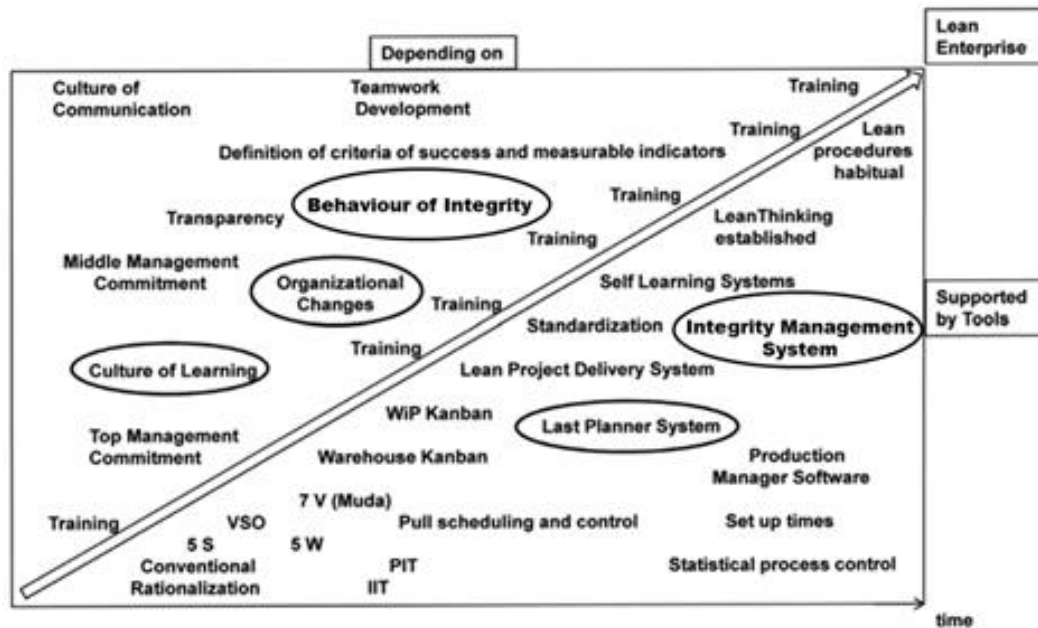 Depending on
Lean
Enterprise
Culture of
Communication
Teamwork
Development
Training
Training
Lean
procedures
habitual
Definition of criteria of success and measurable indicators
Behaviour of Integrity
Training
Transparency
LeanThinking
established
Training
Middle Management
Commitment
Organizational
Changes
Self Learning Systems
Training
Supported
by Tools
Standardization
Integrity Management
System
Training
Culture of Learning
Lean Project Delivery System
WiP Kanban
Last Planner System
Top Management
Commitment
Warehouse Kanban
Production
Manager Software
7 V (Muda)
Training
VSO
Pull scheduling and control
Set up times
5 S
5 W
Conventional
Rationalization
PIT
IIT
Statistical process control
time